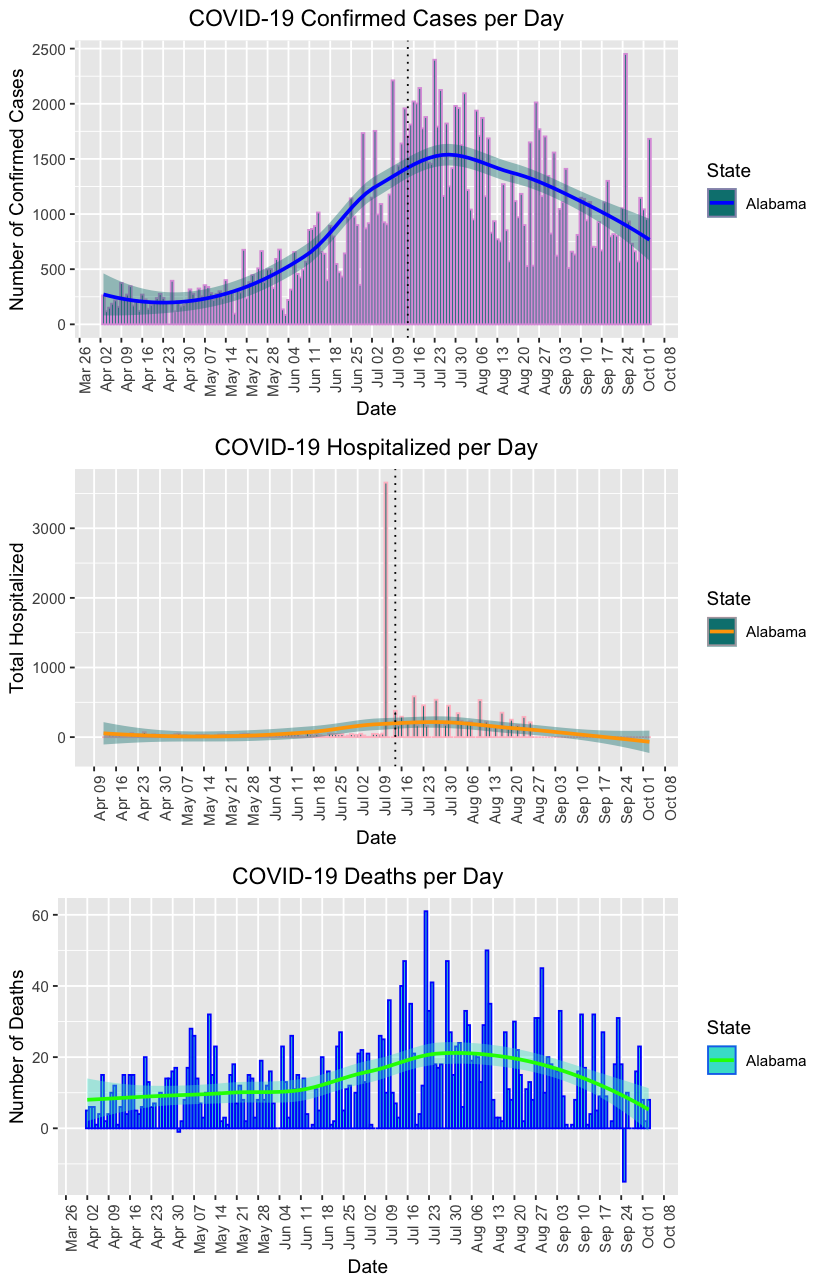 COVID-19 Confirmed Cases per Day
Number of Confirmed Cases
2500
2000
1500
1000
500
0
Mar 26 Apr 02 Apr 09 Apr 16 Apr 23 Apr 30 May 07 May 14 May 21 May 28 Jun 04 Jun 11 Jun 18 Jun 25 Jul 02 Jul 09 Jul 16 Jul 23 Jul 30 Aug 06 Aug 13 Aug 20 Aug 27 Sep 03 Sep 10 Sep 17 Sep 24 Oct 01 Oct 08
Date
State
Alabama
COVID-19 Hospitalized per Day
Total Hospitalized
3000
2000
1000
0
Apr 09 Apr 16 Apr 23 Apr 30 May 07 May 14 May 21 May 28 Jun 04 Jun 11 Jun 18 Jun 25 Jul 02 Jul 09 Jul 16 Jul 23 Jul 30 Aug 06 Aug 13 Aug 20 Aug 27 Sep 03 Sep 10 Sep 17 Sep 24 Oct 01 Oct 08
Date
State
Alabama
COVID-19 Deaths per Day
Number of Deaths
60
40
20
0
Mar 26 Apr 02 Apr 09 Apr 16 Apr 23 Apr 30 May 07 May 14 May 21 May 28 Jun 04 Jun 11 Jun 18 Jun 25 Jul 02 Jul 09 Jul 16 Jul 23 Jul 30 Aug 06 Aug 13 Aug 20 Aug 27 Sep 03 Sep 10 Sep 17 Sep 24 Oct 01 Oct 08
Date
State
Alabama